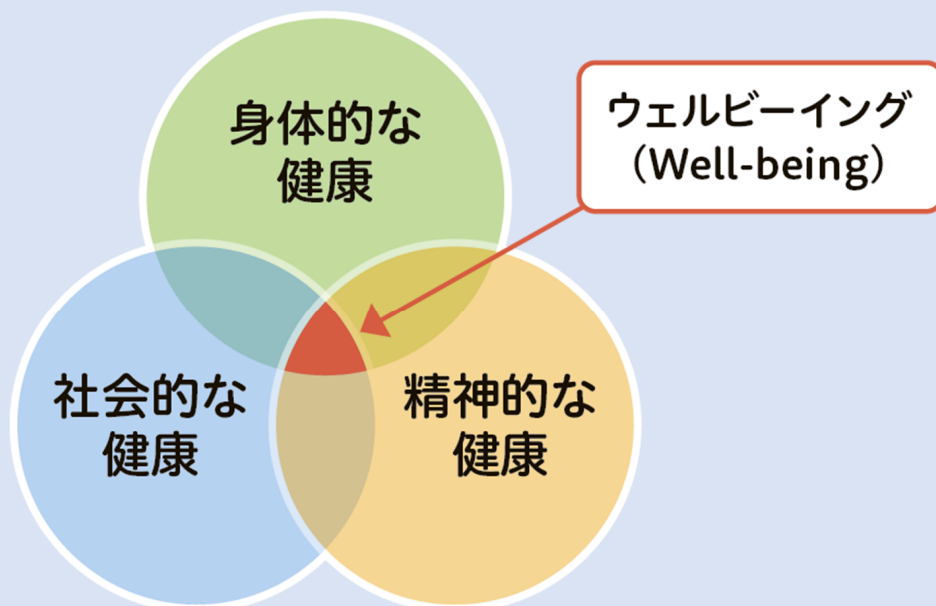 身体的な
健康
ウェルビーイング
（Well-being）
社会的な
健康
精神的な
健康